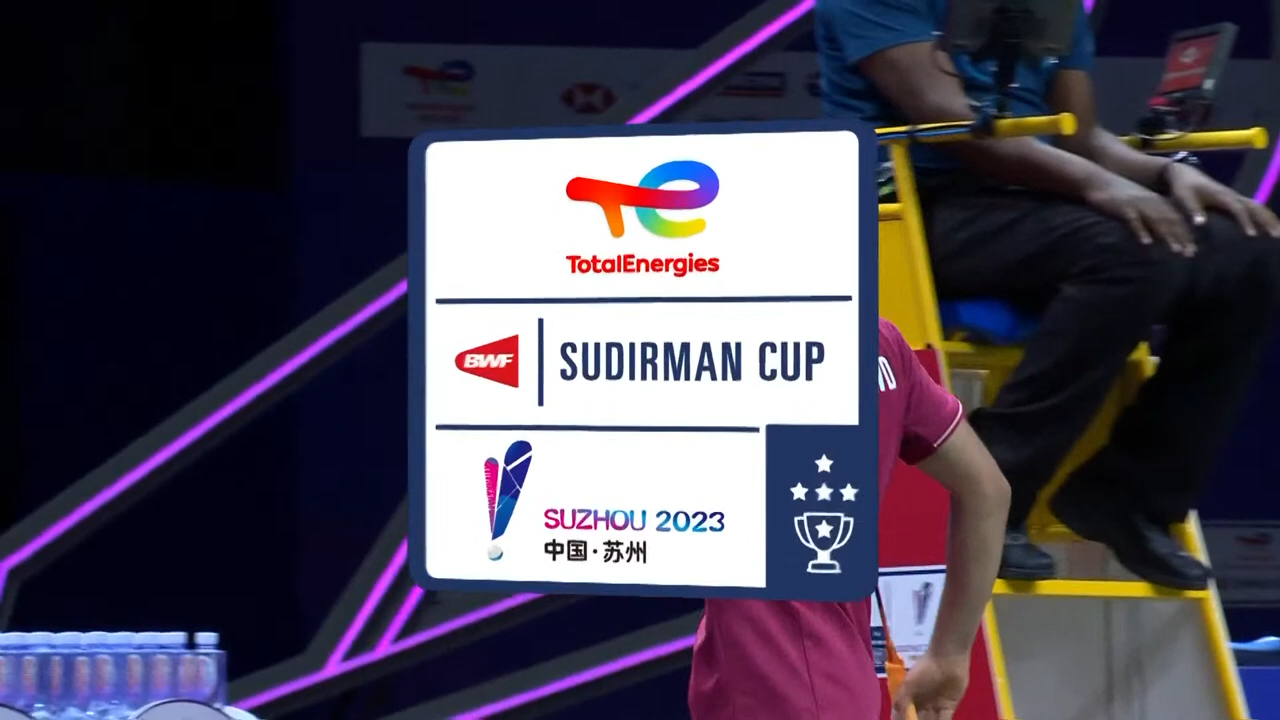 TotalEnergies
BWF
SUDIRMAN CUP
SUZHOU 2023
中国·苏州